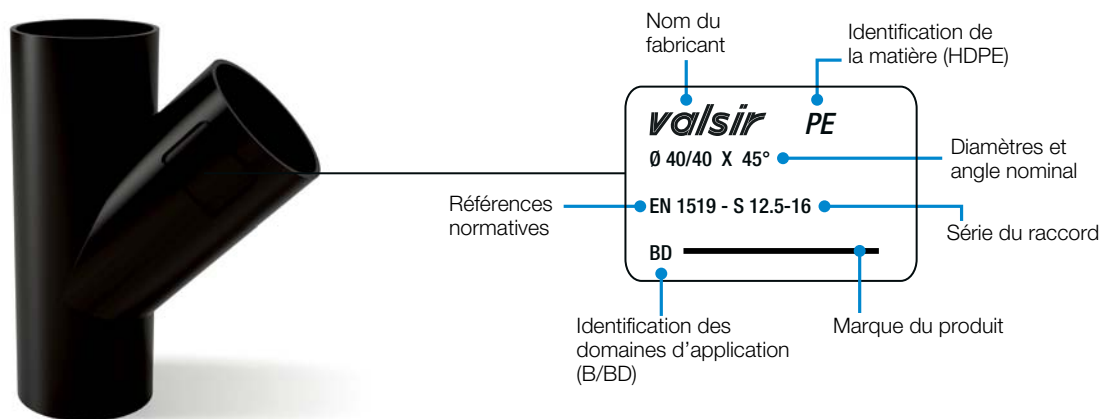 Nom du
fabricant
Identification de
la matière (HDPE)
valsir PE
Ø 40/40 X 45°
Diamètres et
angle nominal
Références
normatives
EN 1519 - S 12.5-16
Série du raccord
BD
Identification des
domaines d’application
(B/BD)
Marque du produit